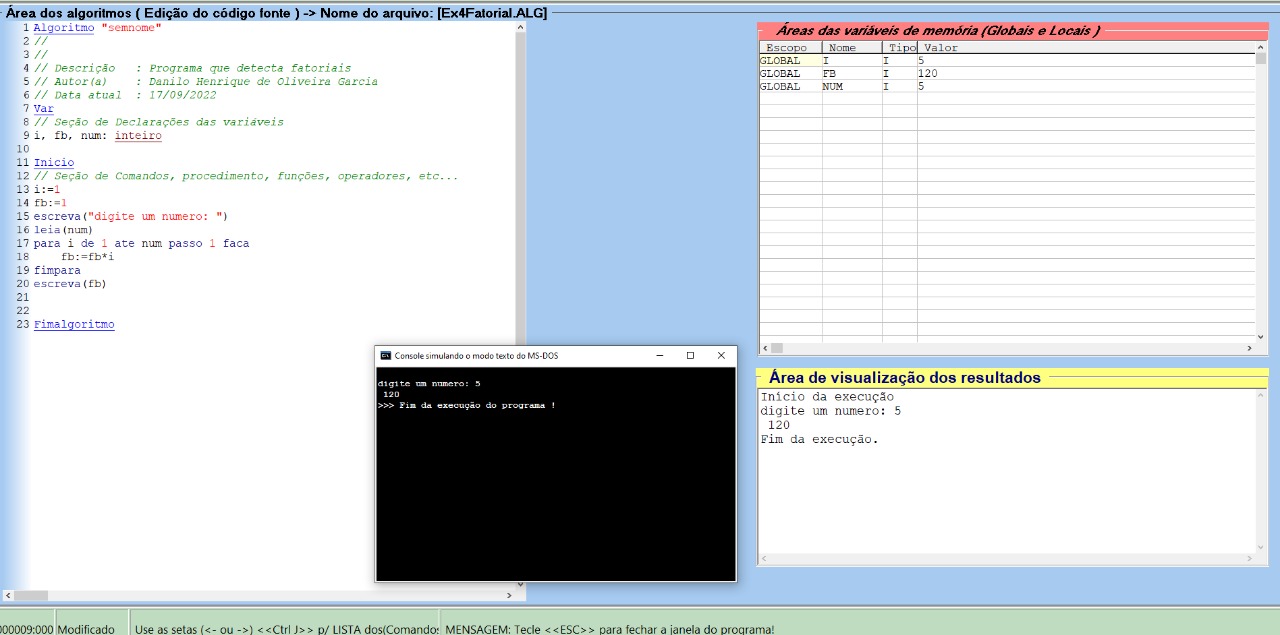 Área dos algoritmos ( Edição do código fonte ) -> Nome do arquivo: [Ex4Fatorial.ALG]
1 Algoritmo "semnome"
2 //
3 //
4 // Descrição : Programa que detecta fatoriais
5 // Autor(a) : Danilo Henrique de Oliveira Garcia
6 // Data atual : 17/09/2022
7 Var
8 // Seção de Declarações das variáveis
9 i, fb, num: inteiro
10
11 Inicio
12 // Seção de Comandos, procedimento, funções, operadores, etc...
13 i:=1
14 fb:=1
15 escreva("digite um numero: ")
16 leia(num)
17 para i de 1 ate num passo 1 faca
18 fb:=fb*i
19 fimpara
20 escreva(fb)
21
22
23 Fimalgoritmo
Console simulando o modo texto do MS-DOS
digite um numero: 5
120
>>> Fim da execução do programa !
Áreas das variáveis de memória (Globais e Locais )
Escopo Nome Tipo Valor
GLOBAL I I 5
GLOBAL FB I 120
GLOBAL NUM I 5
Área de visualização dos resultados
Início da execução
digite um numero: 5
120
Fim da execução.
000009:000 Modificado Use as setas (<- ou ->) <<Ctrl J>> p/ LISTA dos(Comandos MENSAGEM: Tecle <<ESC>> para fechar a janela do programa!